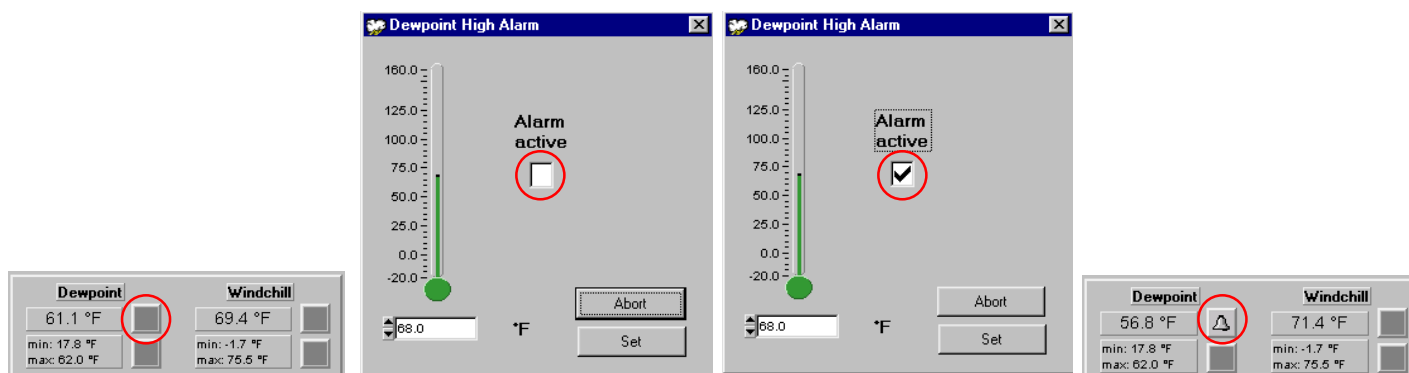 Dewpoint Windchill
61.1 °F 69.4 °F
min: 17.8 °F min: -1.7 °F
max: 62.0 °F max: 75.5 °F
Dewpoint High Alarm
160.0
125.0
100.0
75.0
50.0
25.0
0.0
-20.0
Alarm
active
68.0 °F
Abort
Set
Dewpoint High Alarm
160.0
125.0
100.0
75.0
50.0
25.0
0.0
-20.0
Alarm
active
68.0 °F
Abort
Set
Dewpoint Windchill
56.8 °F 71.4 °F
min: 17.8 °F min: -1.7 °F
max: 62.0 °F max: 75.5 °F